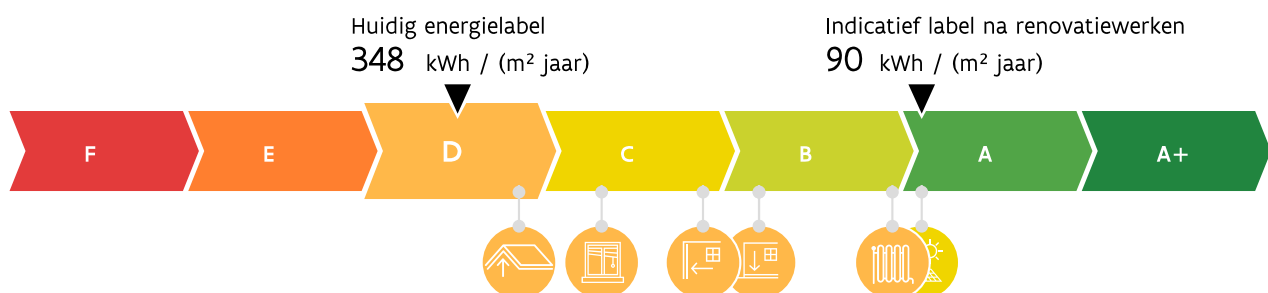 Huidig energielabel
348 kWh / (m² jaar)
Indicatief label na renovatiewerken
90 kWh / (m² jaar)
F
E
D
C
B
A
A+